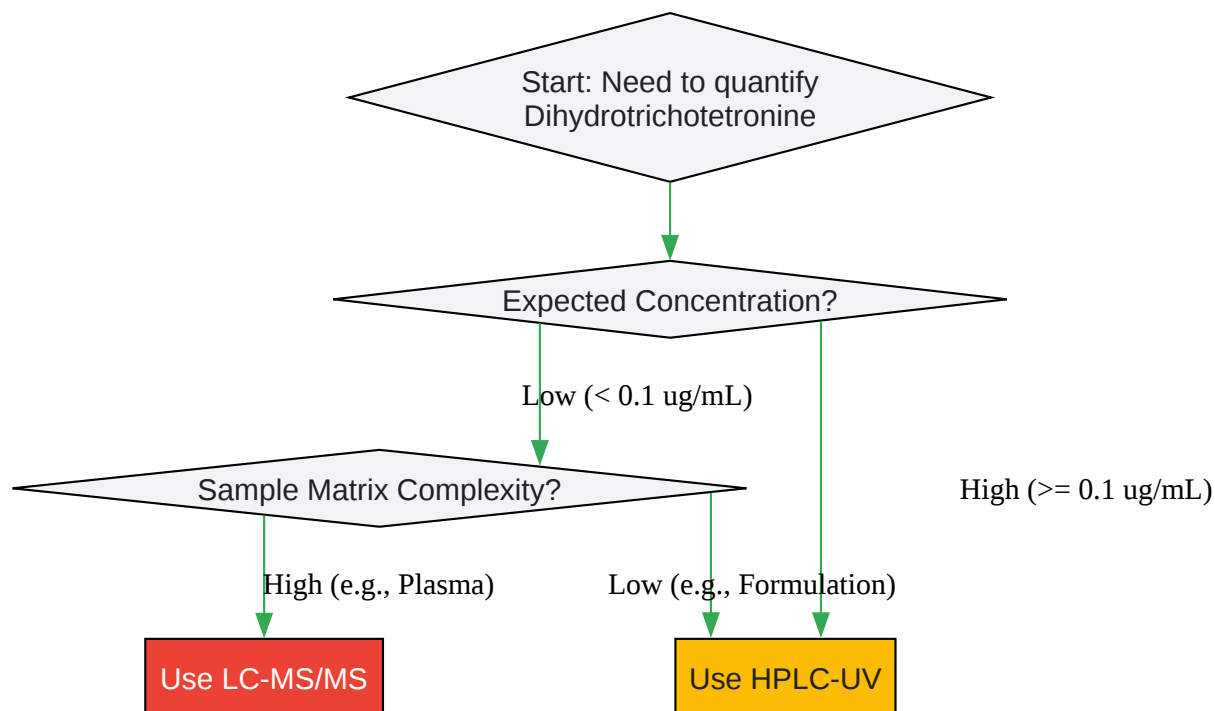 Start: Need to quantify
Dihydrotrichotetronine
Expected Concentration?
Low (< 0.1 ug/mL)
Sample Matrix Complexity?
High (>= 0.1 ug/mL)
High (e.g., Plasma)
Low (e.g., Formulation)
Use LC-MS/MS
Use HPLC-UV